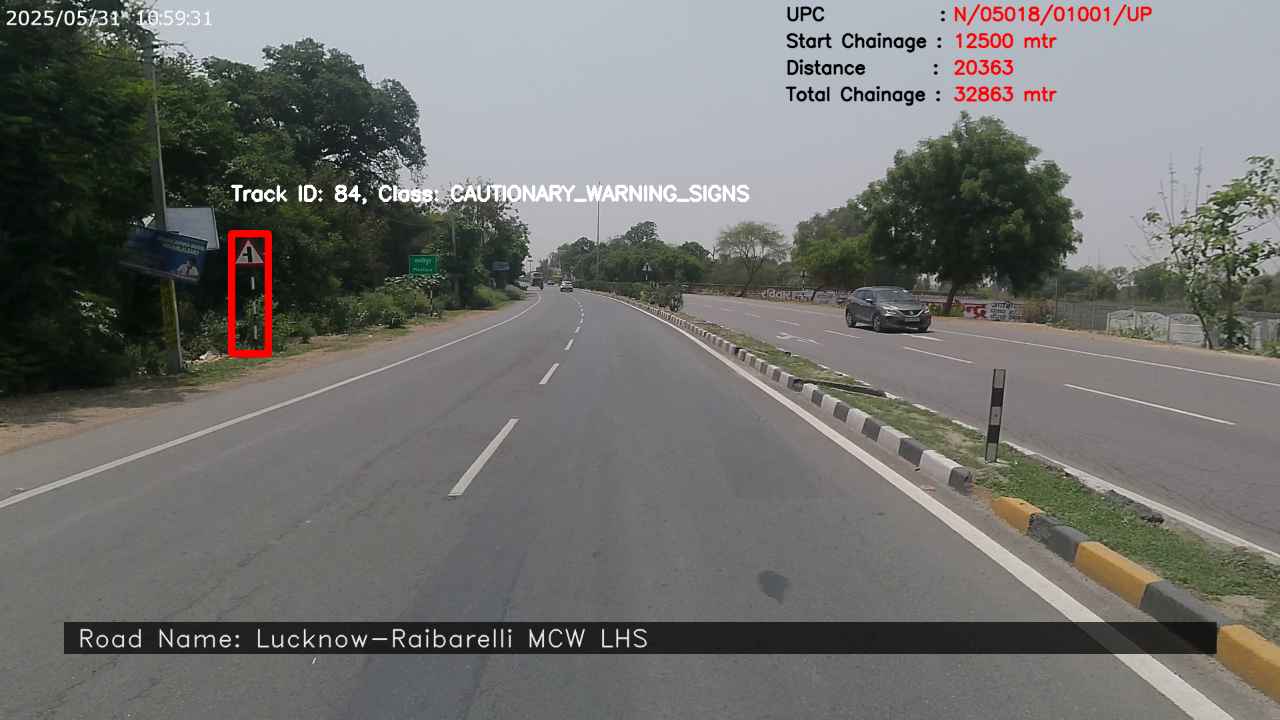 2025/05/31 10:59:31
UPC : N/05018/01001/UP
Start Chainage : 12500 mtr
Distance : 20363
Total Chainage : 32863 mtr
Track ID: 84, Class: CAUTIONARY_WARNING_SIGNS
Road Name: Lucknow-Raibarelli MCW LHS